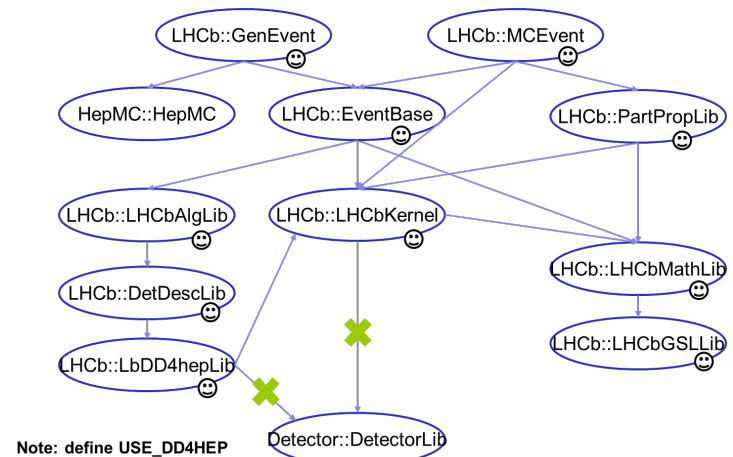 LHCb::GenEvent
LHCb::MCEvent
HepMC::HepMC
LHCb::EventBase
LHCb::PartPropLib
LHCb::LHCbAlgLib
LHCb::LHCbKernel
LHCb::LHCbMathLib
LHCb::DetDescLib
LHCb::LHCbGSLLib
LHCb::LbDD4hepLib
Detector::DetectorLib
Note: define USE_DD4HEP